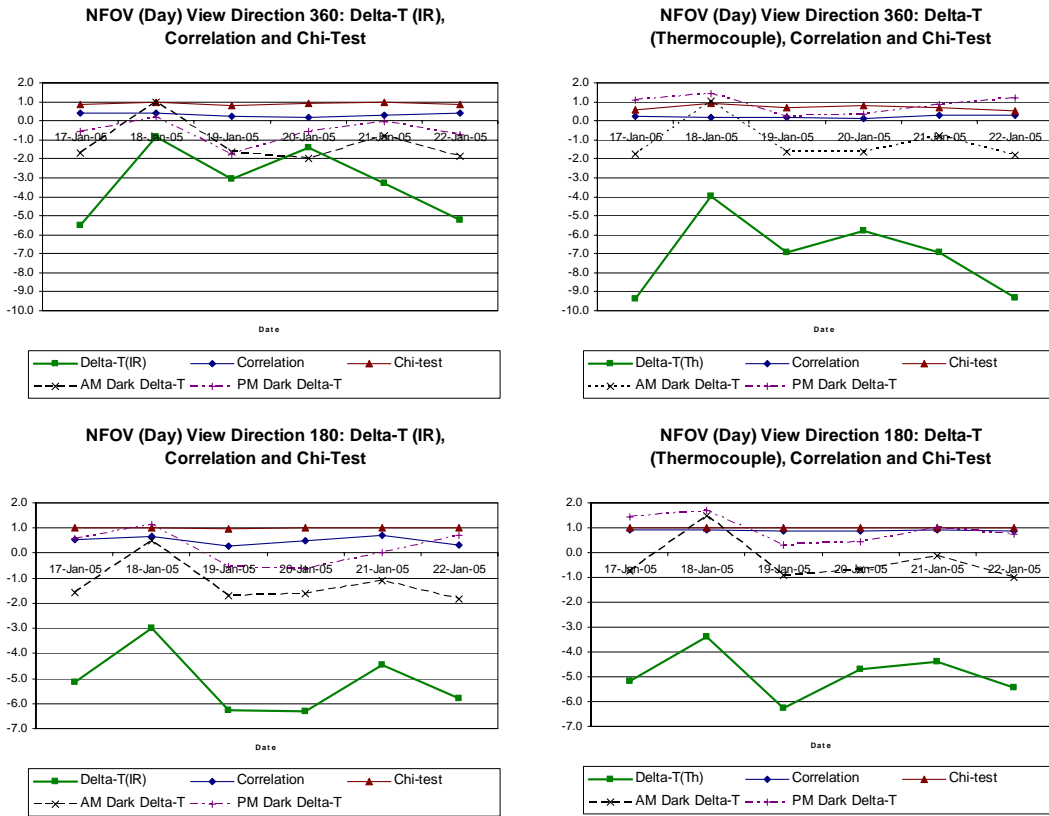 NFOV (Day) View Direction 360: Delta-T (IR),
Correlation and Chi-Test
2.0
1.0
0.0
-1.0
-2.0
-3.0
-4.0
-5.0
-6.0
-7.0
-8.0
-9.0
-10.0
17-Jan-05 18-Jan-05 19-Jan-05 20-Jan-05 21-Jan-05 22-Jan-05
Date
Delta-T(IR) Correlation Chi-test
AM Dark Delta-T PM Dark Delta-T
NFOV (Day) View Direction 360: Delta-T
(Thermocouple), Correlation and Chi-Test
2.0
1.0
0.0
-1.0
-2.0
-3.0
-4.0
-5.0
-6.0
-7.0
-8.0
-9.0
-10.0
17-Jan-05 18-Jan-05 19-Jan-05 20-Jan-05 21-Jan-05 22-Jan-05
Date
Delta-T(Th) Correlation Chi-test
AM Dark Delta-T PM Dark Delta-T
NFOV (Day) View Direction 180: Delta-T (IR),
Correlation and Chi-Test
2.0
1.0
0.0
-1.0
-2.0
-3.0
-4.0
-5.0
-6.0
-7.0
17-Jan-05 18-Jan-05 19-Jan-05 20-Jan-05 21-Jan-05 22-Jan-05
Date
Delta-T(IR) Correlation Chi-test
AM Dark Delta-T PM Dark Delta-T
NFOV (Day) View Direction 180: Delta-T
(Thermocouple), Correlation and Chi-Test
2.0
1.0
0.0
-1.0
-2.0
-3.0
-4.0
-5.0
-6.0
-7.0
17-Jan-05 18-Jan-05 19-Jan-05 20-Jan-05 21-Jan-05 22-Jan-05
Date
Delta-T(Th) Correlation Chi-test
AM Dark Delta-T PM Dark Delta-T